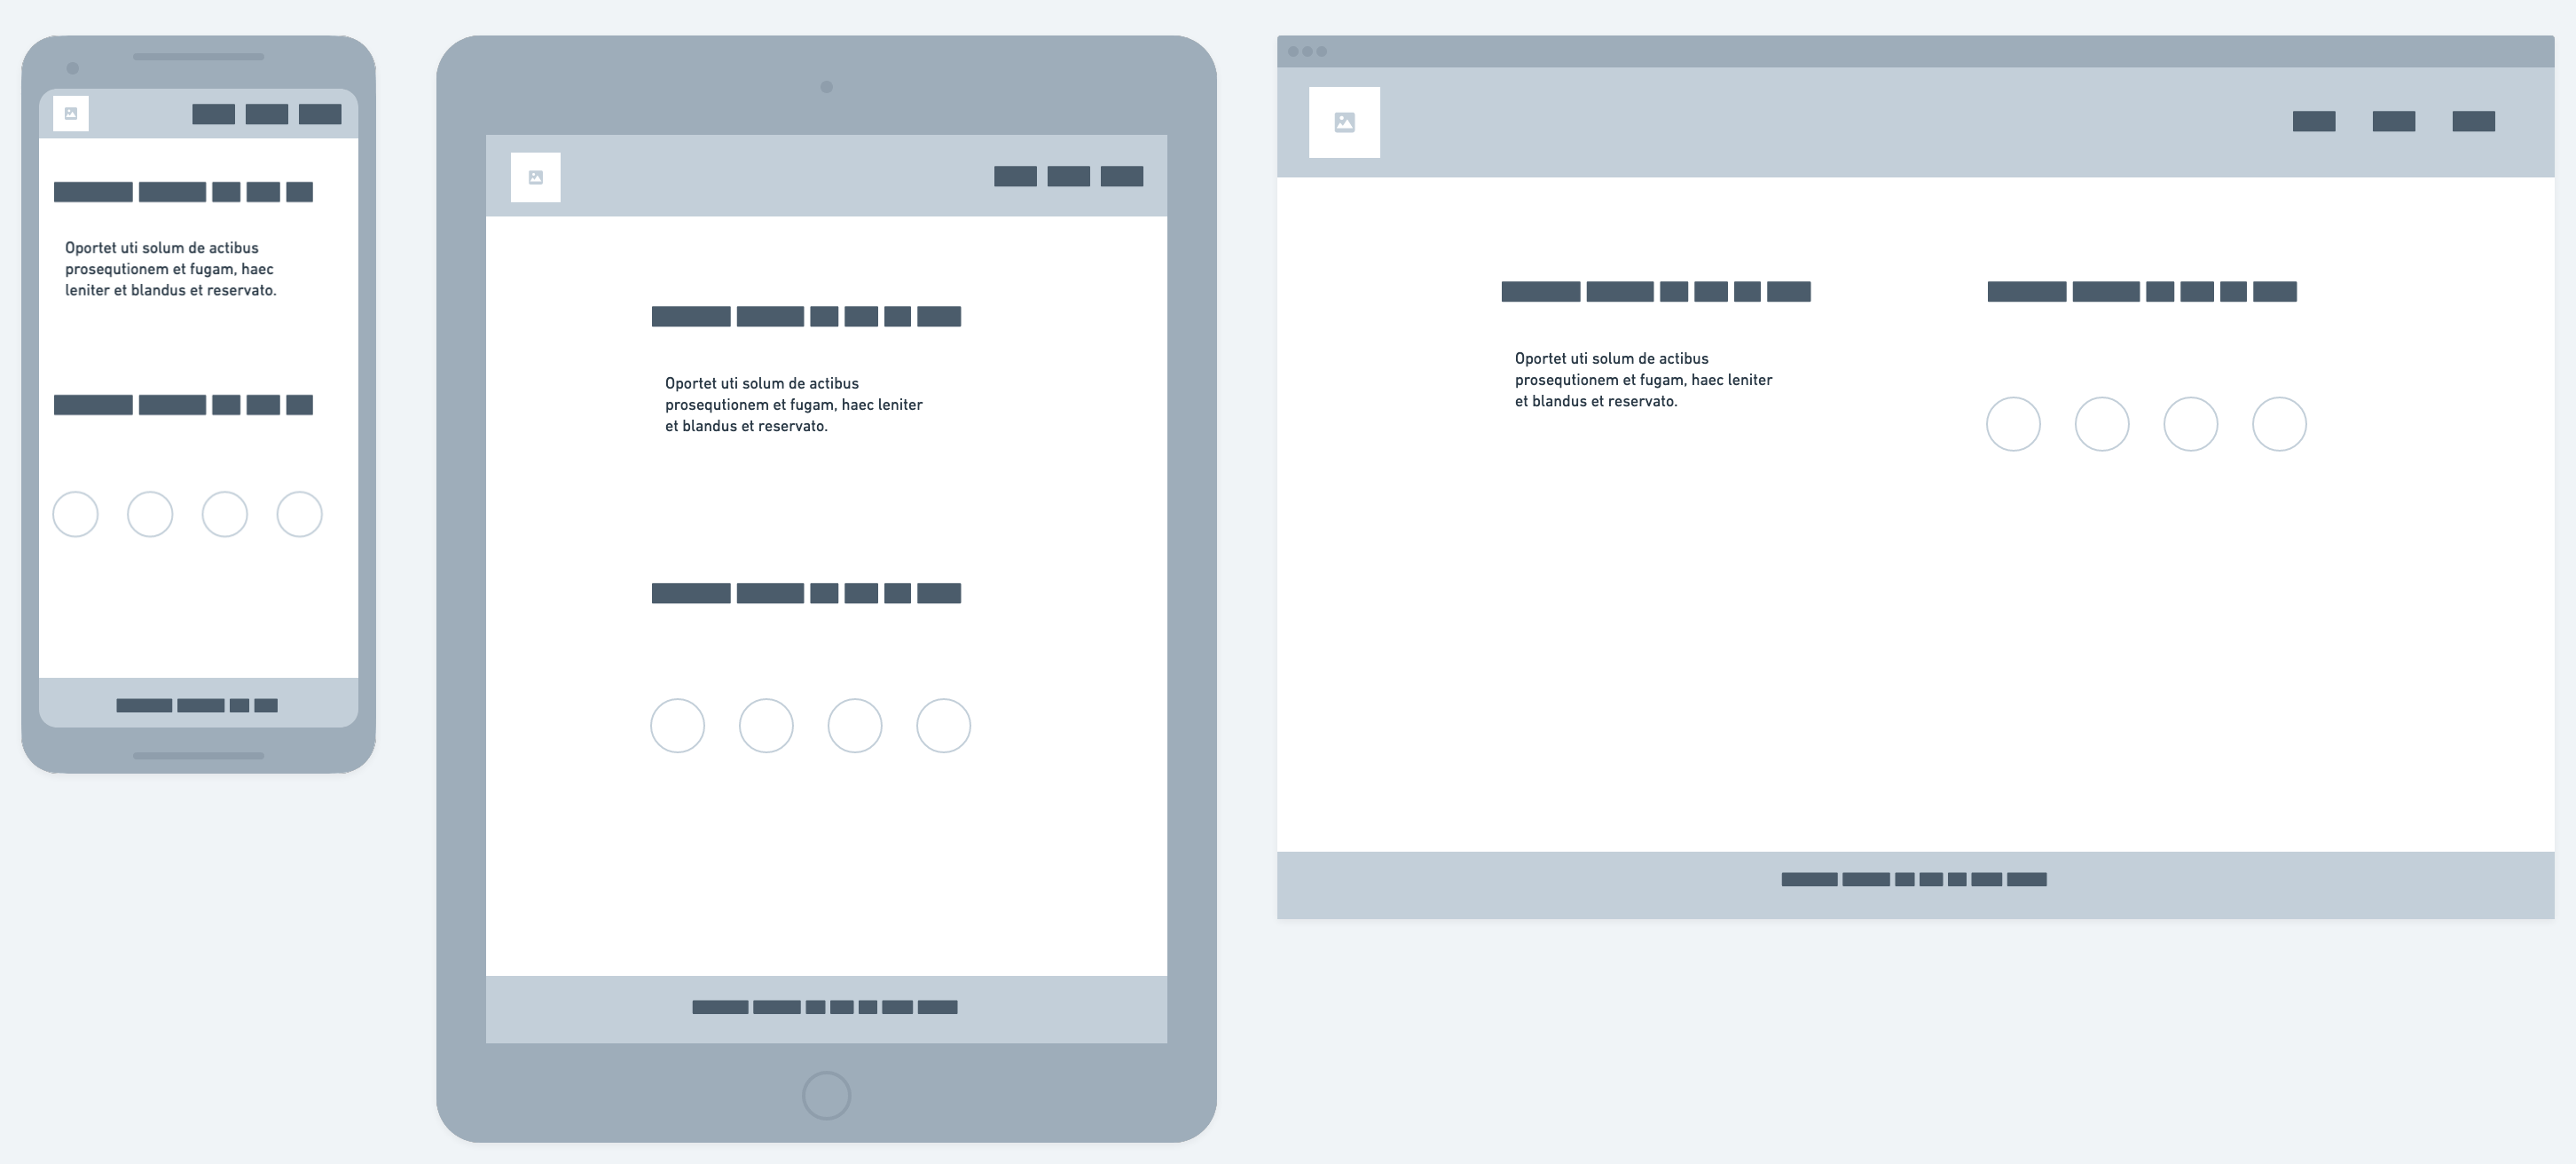 Oportet uti solum de actibus
prosequtionem et fugam, haec
leniter et blandus et reservato.
Oportet uti solum de actibus
prosequtionem et fugam, haec leniter
et blandus et reservato.
Oportet uti solum de actibus
prosequtionem et fugam, haec leniter
et blandus et reservato.